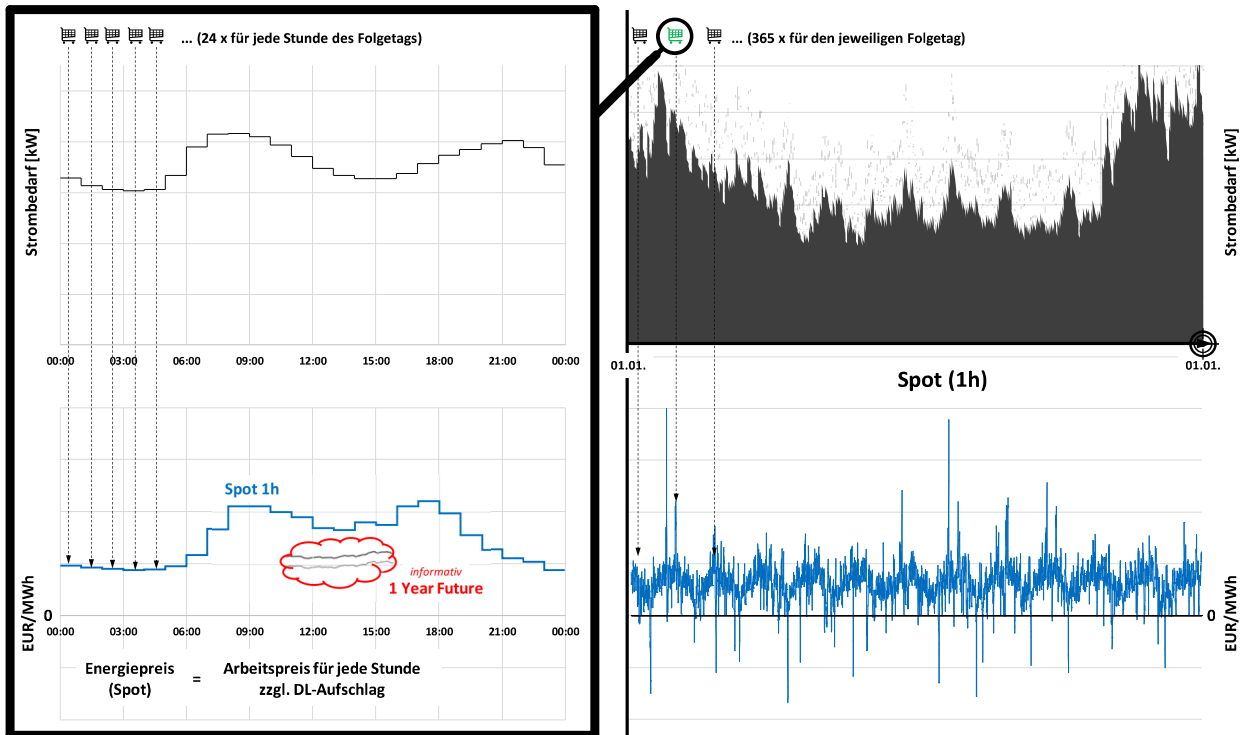 ... (24 x für jede Stunde des Folgetags)
Strombedarf [kW]
00:00 03:00 06:00 09:00 12:00 15:00 18:00 21:00 00:00
Spot 1h
informativ
1 Year Future
EUR/MWh
0
00:00 03:00 06:00 09:00 12:00 15:00 18:00 21:00 00:00
Energiepreis
(Spot)
=
Arbeitspreis für jede Stunde
zzgl. DL-Aufschlag
... (365 x für den jeweiligen Folgetag)
Strombedarf [kW]
01.01. 01.01.
Spot (1h)
0
EUR/MWh